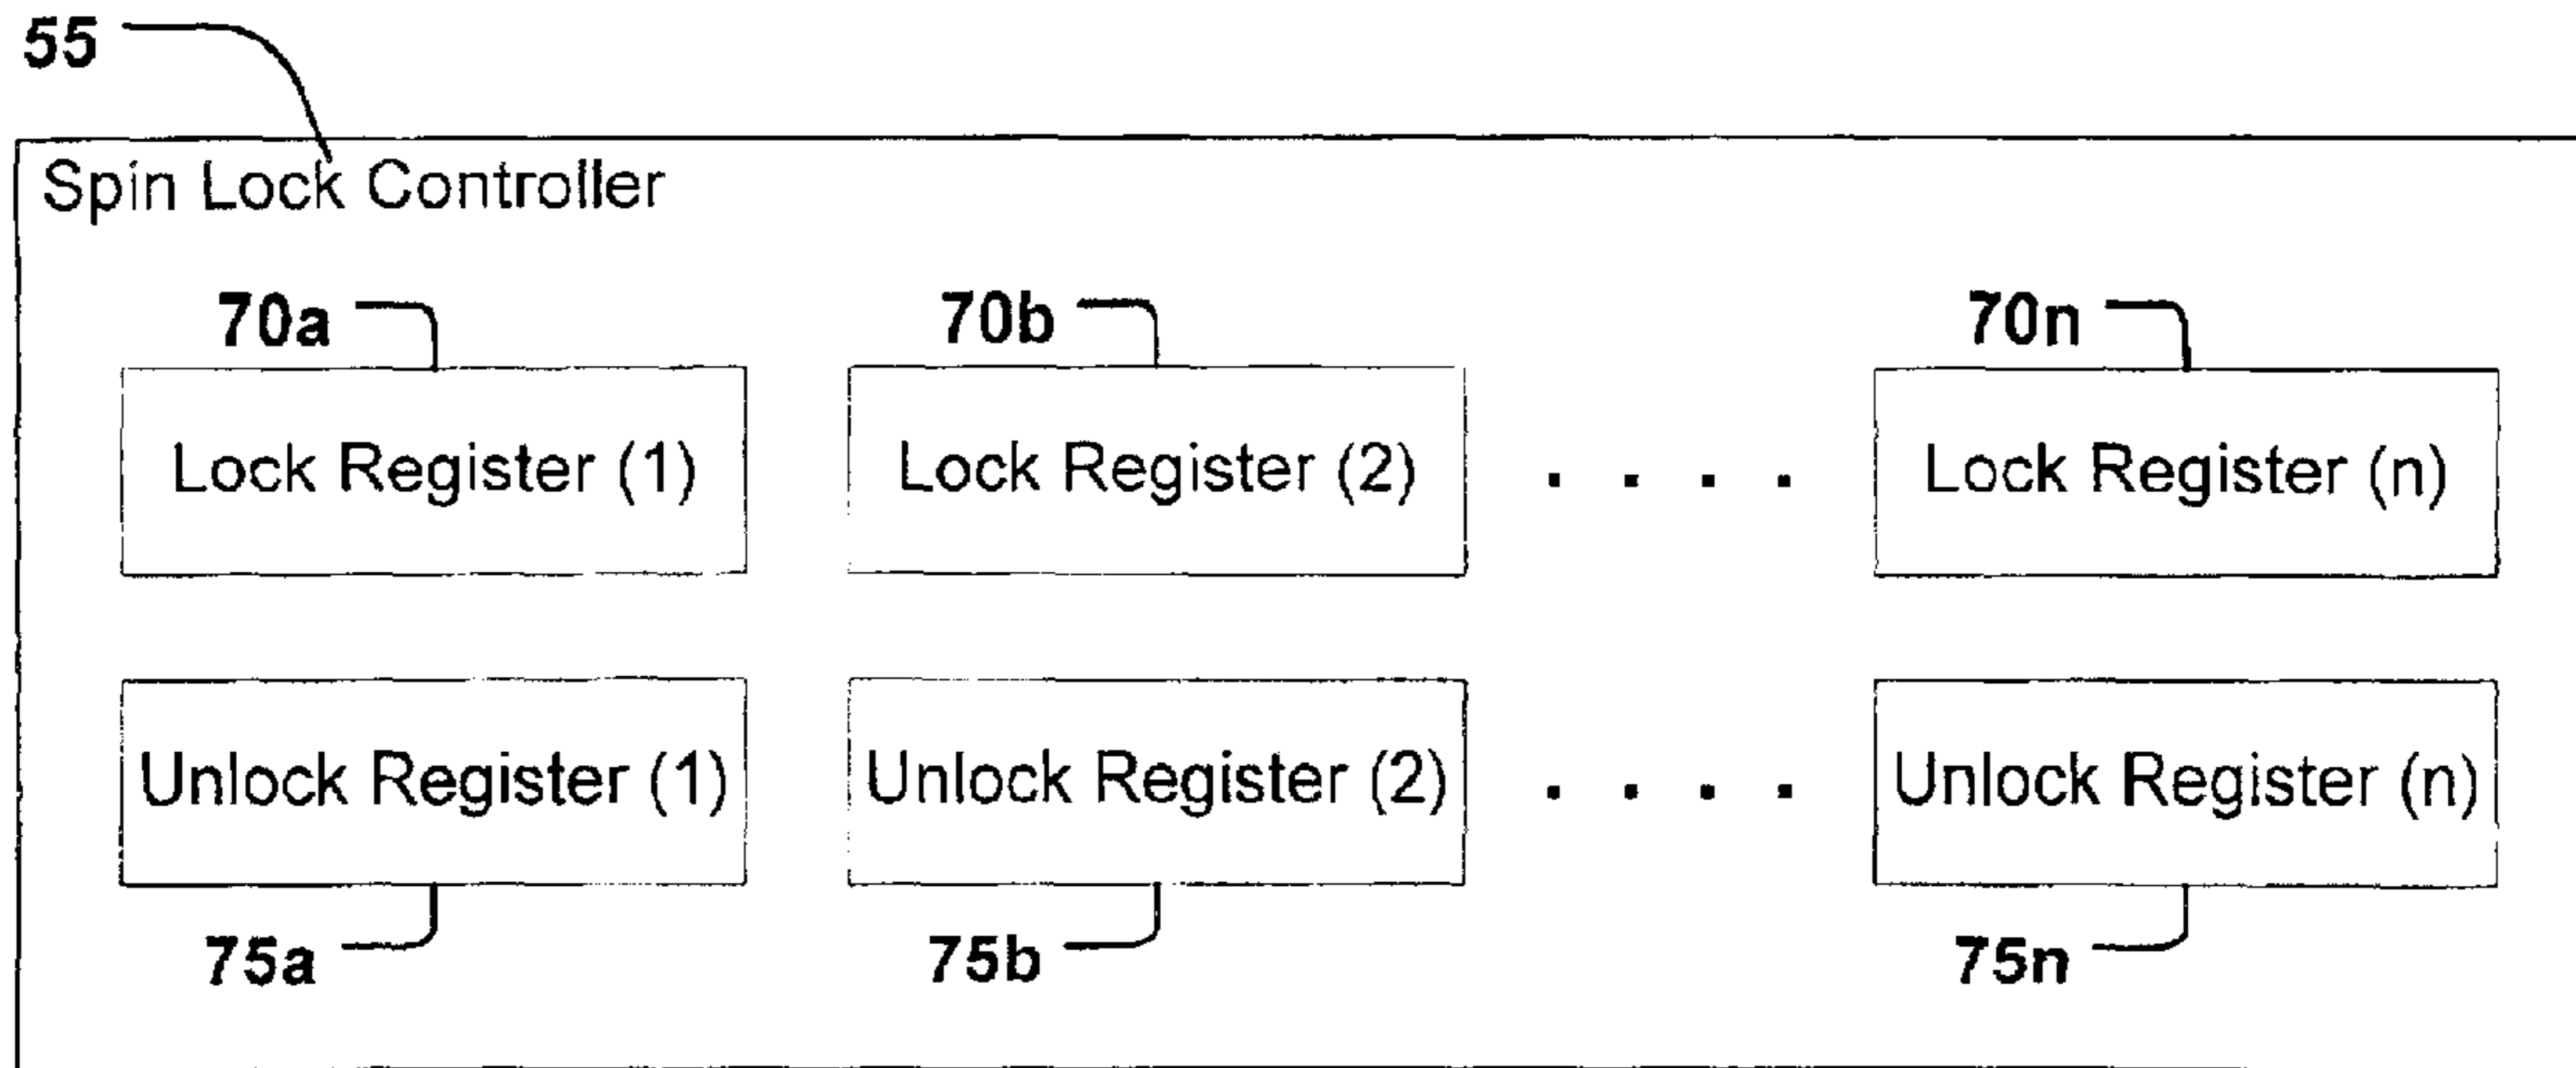 55
Spin Lock Controller
70a 70b 70n
Lock Register (1) Lock Register (2) . . . . Lock Register (n)
Unlock Register (1) Unlock Register (2) . . . . Unlock Register (n)
75a 75b 75n